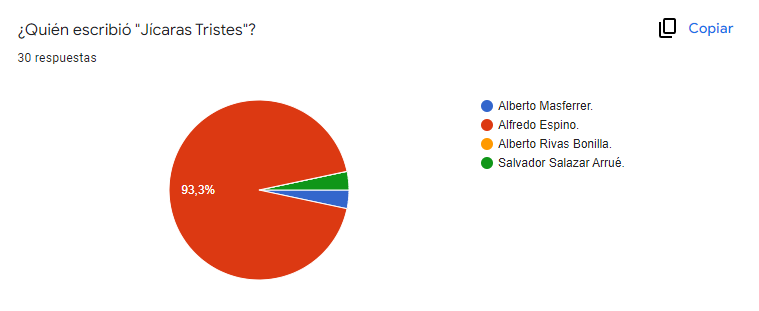 ¿Quién escribió "Jícaras Tristes"?
Copiar
30 respuestas
93,3%
Alberto Masferrer.
Alfredo Espino.
Alberto Rivas Bonilla.
Salvador Salazar Arrué.